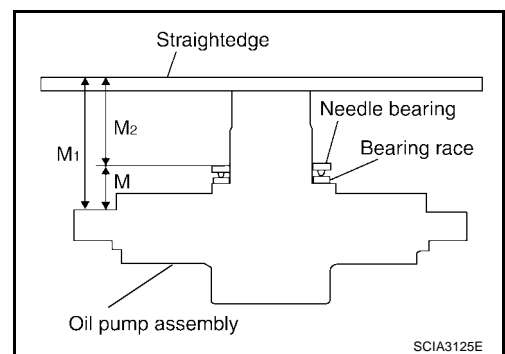 Straightedge
Needle bearing
M2
Bearing race
M1
M
Oil pump assembly
SCIA3125E